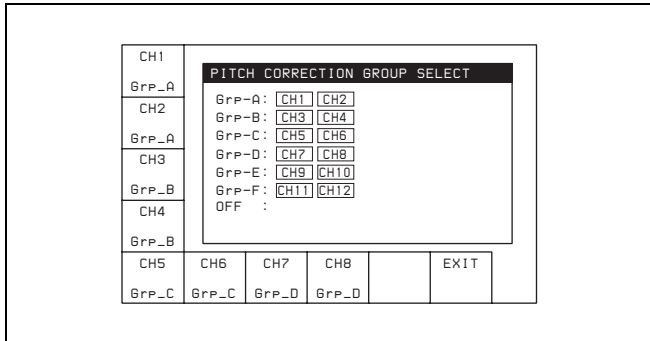 CH1
Grp_A
CH2
Grp_A
CH3
Grp_B
CH4
Grp_B
PITCH CORRECTION GROUP SELECT
Grp-A: CH1 CH2
Grp-B: CH3 CH4
Grp-C: CH5 CH6
Grp-D: CH7 CH8
Grp-E: CH9 CH10
Grp-F: CH11 CH12
OFF :
CH5 CH6 CH7 CH8 EXIT
Grp_C Grp_C Grp_D Grp_D